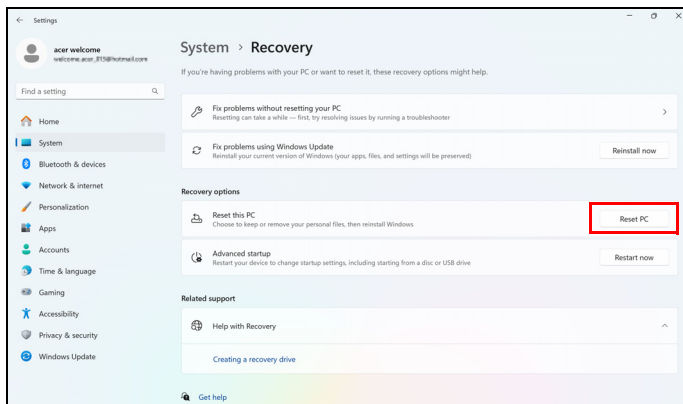 Settings
acer welcome
welcome.acer_815@hotmail.com
Find a setting
Home
System
Bluetooth & devices
Network & internet
Personalization
Apps
Accounts
Time & language
Gaming
Accessibility
Privacy & security
Windows Update
System > Recovery
If you're having problems with your PC or want to reset it, these recovery options might help.
Fix problems without resetting your PC
Resetting can take a while — first, try resolving issues by running a troubleshooter
Fix problems using Windows Update
Reinstall your current version of Windows (your apps, files, and settings will be preserved)
Reinstall now
Recovery options
Reset this PC
Choose to keep or remove your personal files, then reinstall Windows
Reset PC
Advanced startup
Restart your device to change startup settings, including starting from a disc or USB drive
Restart now
Related support
Help with Recovery
Creating a recovery drive
Get help